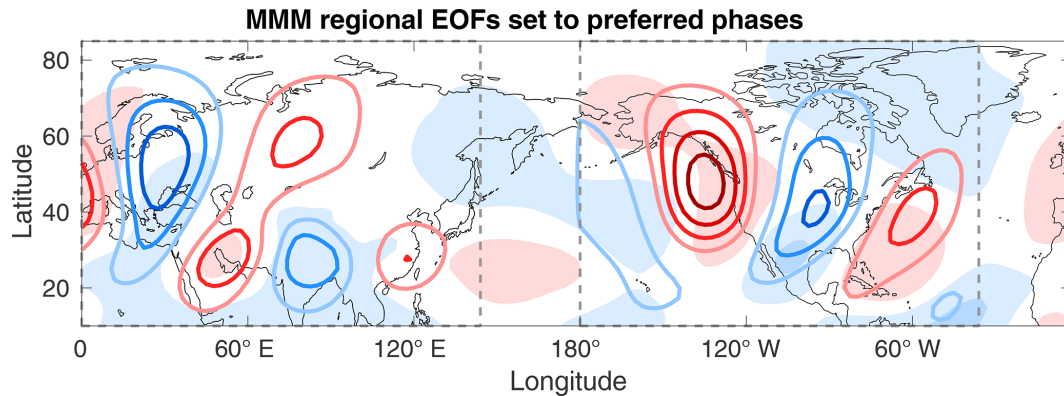 MMM regional EOFs set to preferred phases
80
60
40
20
Latitude
0 60° E 120° E 180° 120° W 60° W
Longitude